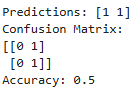 Predictions: [1 1]
Confusion Matrix:
[[0 1]
 [0 1]]
Accuracy: 0.5